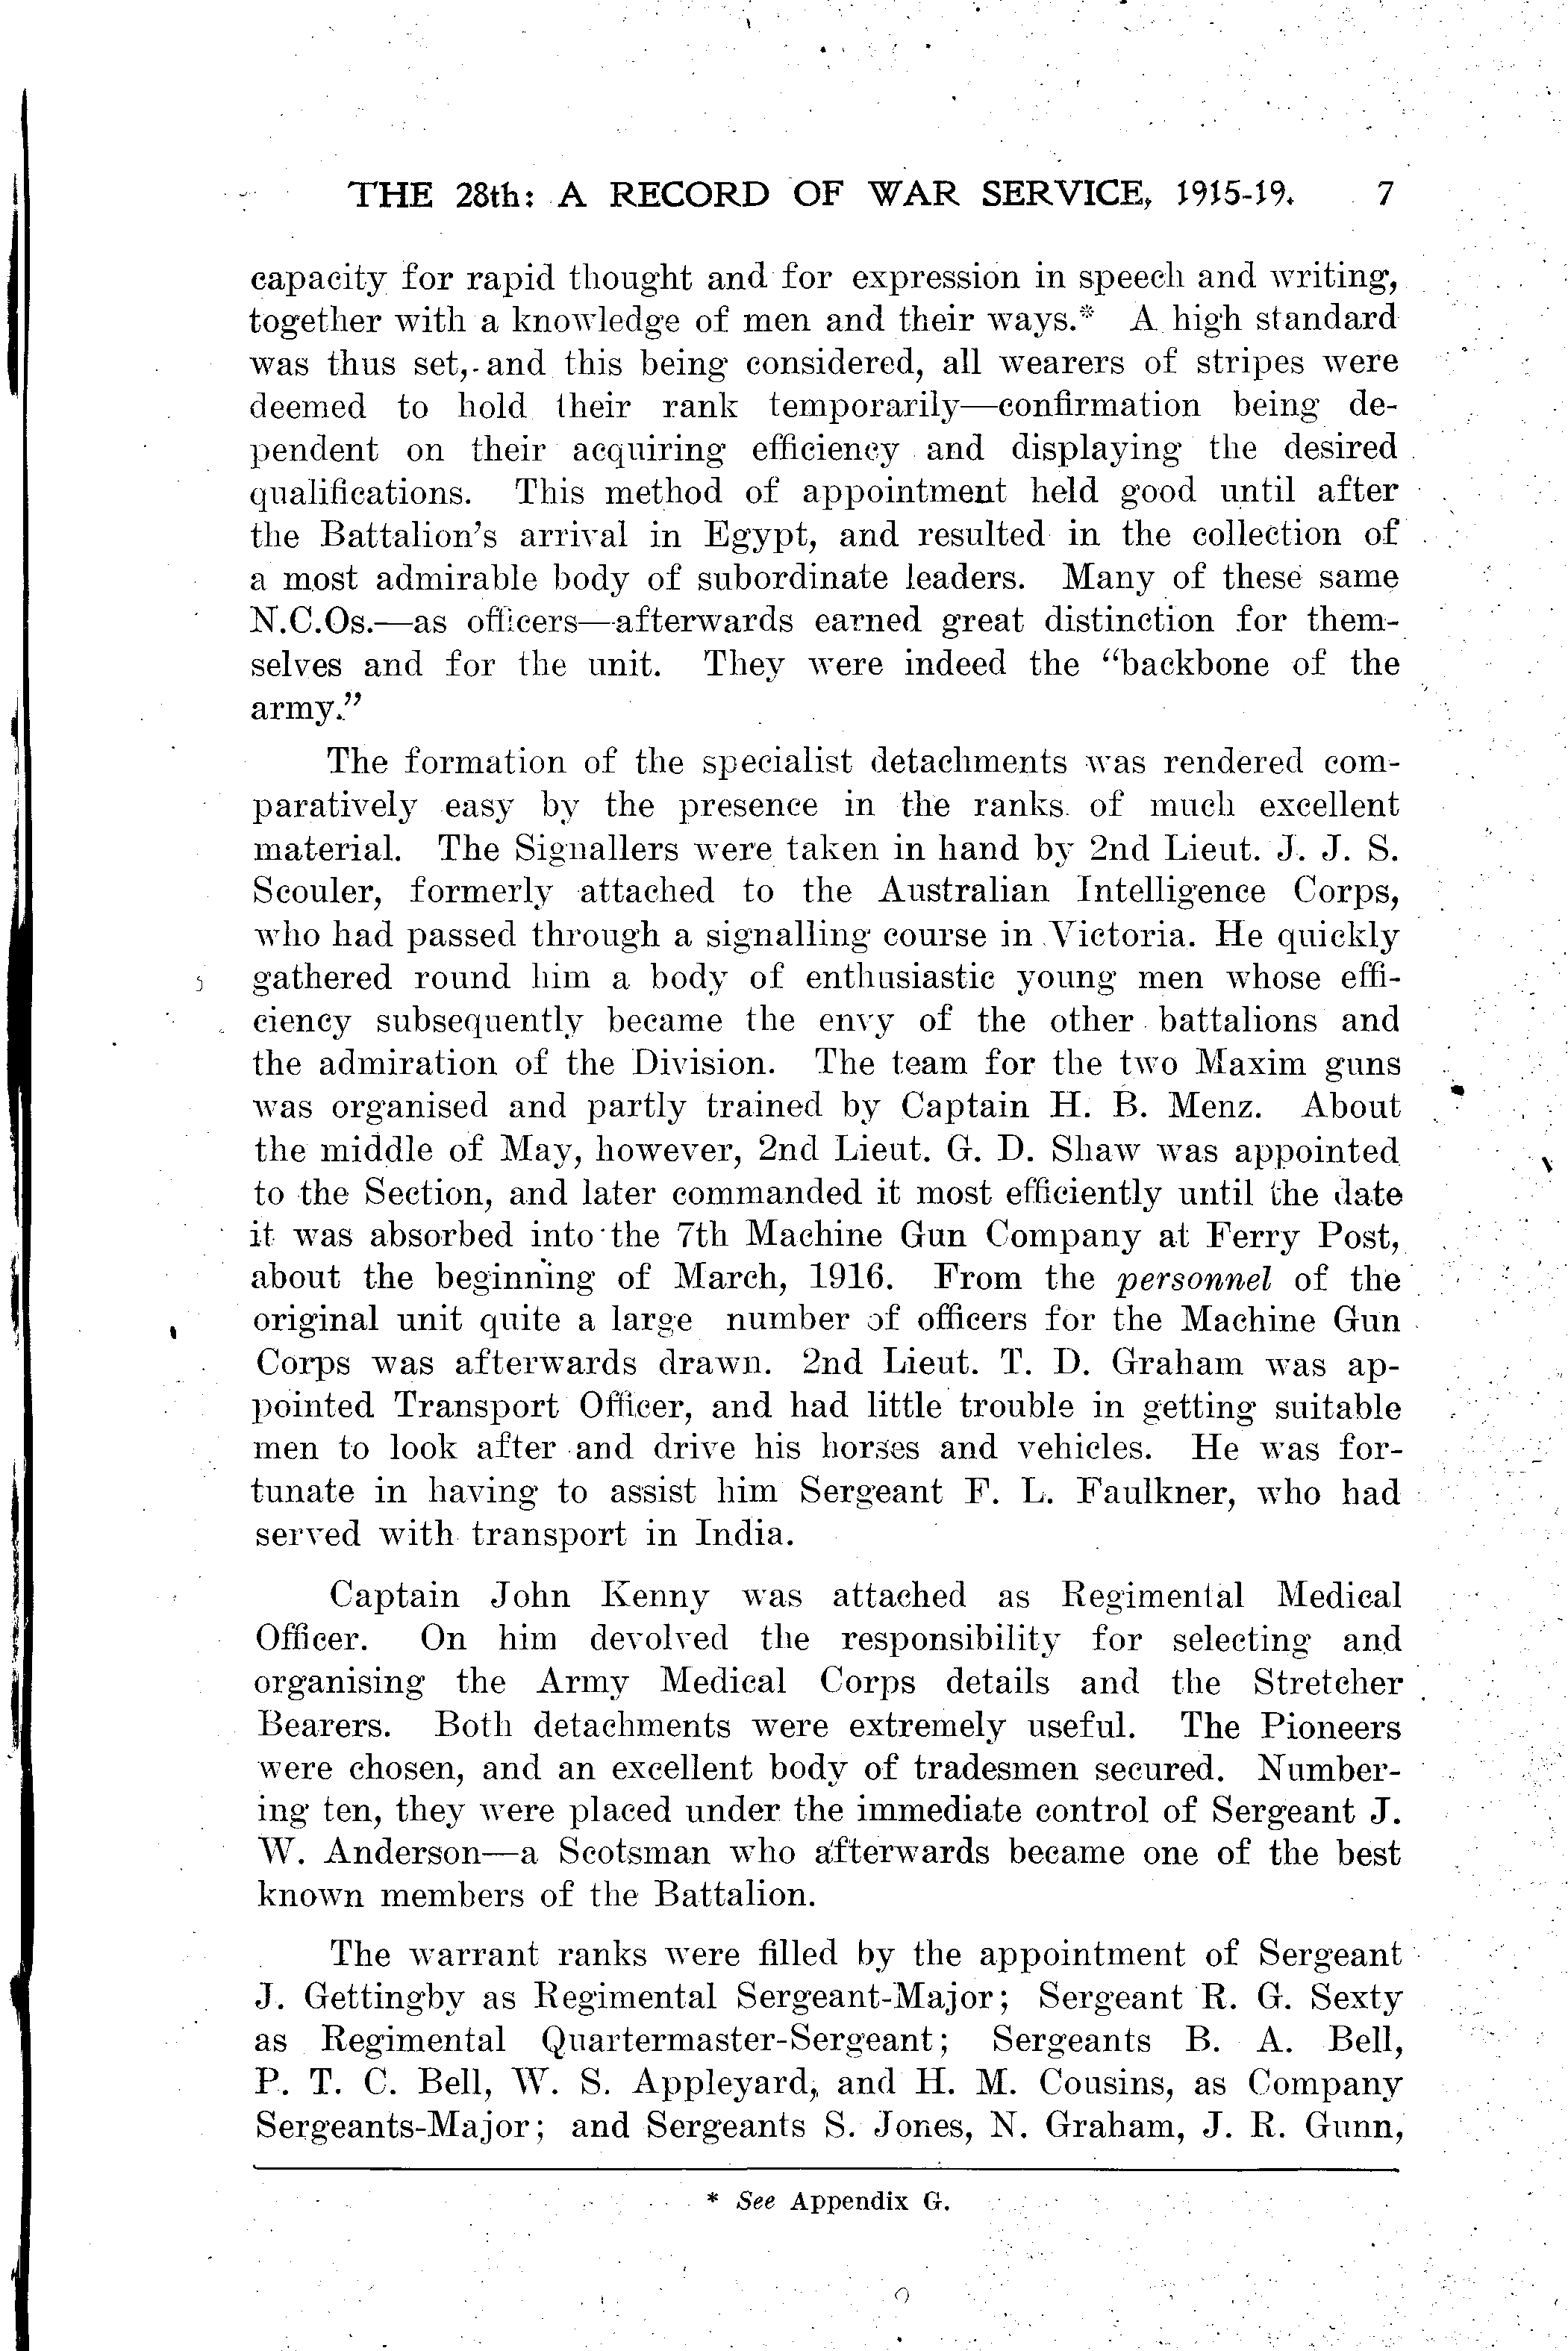 THE 28th: A RECORD OF WAR SERVICE, 1915-19. 7
capacity for rapid thought and for expression in speech and writing,
together with a knowledge of men and their ways.* A high standard
was thus set, and this being considered, all wearers of stripes were
deemed to hold their rank temporarily—confirmation being de-
pendent on their acquiring efficiency and displaying the desired
qualifications. This method of appointment held good until after
the Battalion's arrival in Egypt, and resulted in the collection of
a most admirable body of subordinate leaders. Many of these same
N.C.Os.—as officers—afterwards earned great distinction for them-
selves and for the unit. They were indeed the "backbone of the
army."
The formation of the specialist detachments was rendered com-
paratively easy by the presence in the ranks of much excellent
material. The Signallers were taken in hand by 2nd Lieut. J. J. S.
Scouler, formerly attached to the Australian Intelligence Corps,
who had passed through a signalling course in Victoria. He quickly
gathered round him a body of enthusiastic young men whose effi-
ciency subsequently became the envy of the other battalions and
the admiration of the Division. The team for the two Maxim guns
was organised and partly trained by Captain H. B. Menz. About
the middle of May, however, 2nd Lieut. G. D. Shaw was appointed
to the Section, and later commanded it most efficiently until the date
it was absorbed into the 7th Machine Gun Company at Ferry Post,
about the beginning of March, 1916. From the personnel of the
original unit quite a large number of officers for the Machine Gun
Corps was afterwards drawn. 2nd Lieut. T. D. Graham was ap-
pointed Transport Officer, and had little trouble in getting suitable
men to look after and drive his horses and vehicles. He was for-
tunate in having to assist him Sergeant F. L. Faulkner, who had
served with transport in India.
Captain John Kenny was attached as Regimental Medical
Officer. On him devolved the responsibility for selecting and
organising the Army Medical Corps details and the Stretcher
Bearers. Both detachments were extremely useful. The Pioneers
were chosen, and an excellent body of tradesmen secured. Number-
ing ten, they were placed under the immediate control of Sergeant J.
W. Anderson—a Scotsman who afterwards became one of the best
known members of the Battalion.
The warrant ranks were filled by the appointment of Sergeant
J. Gettingby as Regimental Sergeant-Major; Sergeant R. G. Sexty
as Regimental Quartermaster-Sergeant; Sergeants B. A. Bell,
P. T. C. Bell, W. S. Appleyard, and H. M. Cousins, as Company
Sergeants-Major; and Sergeants S. Jones, N. Graham, J. R. Gunn,
* See Appendix G.